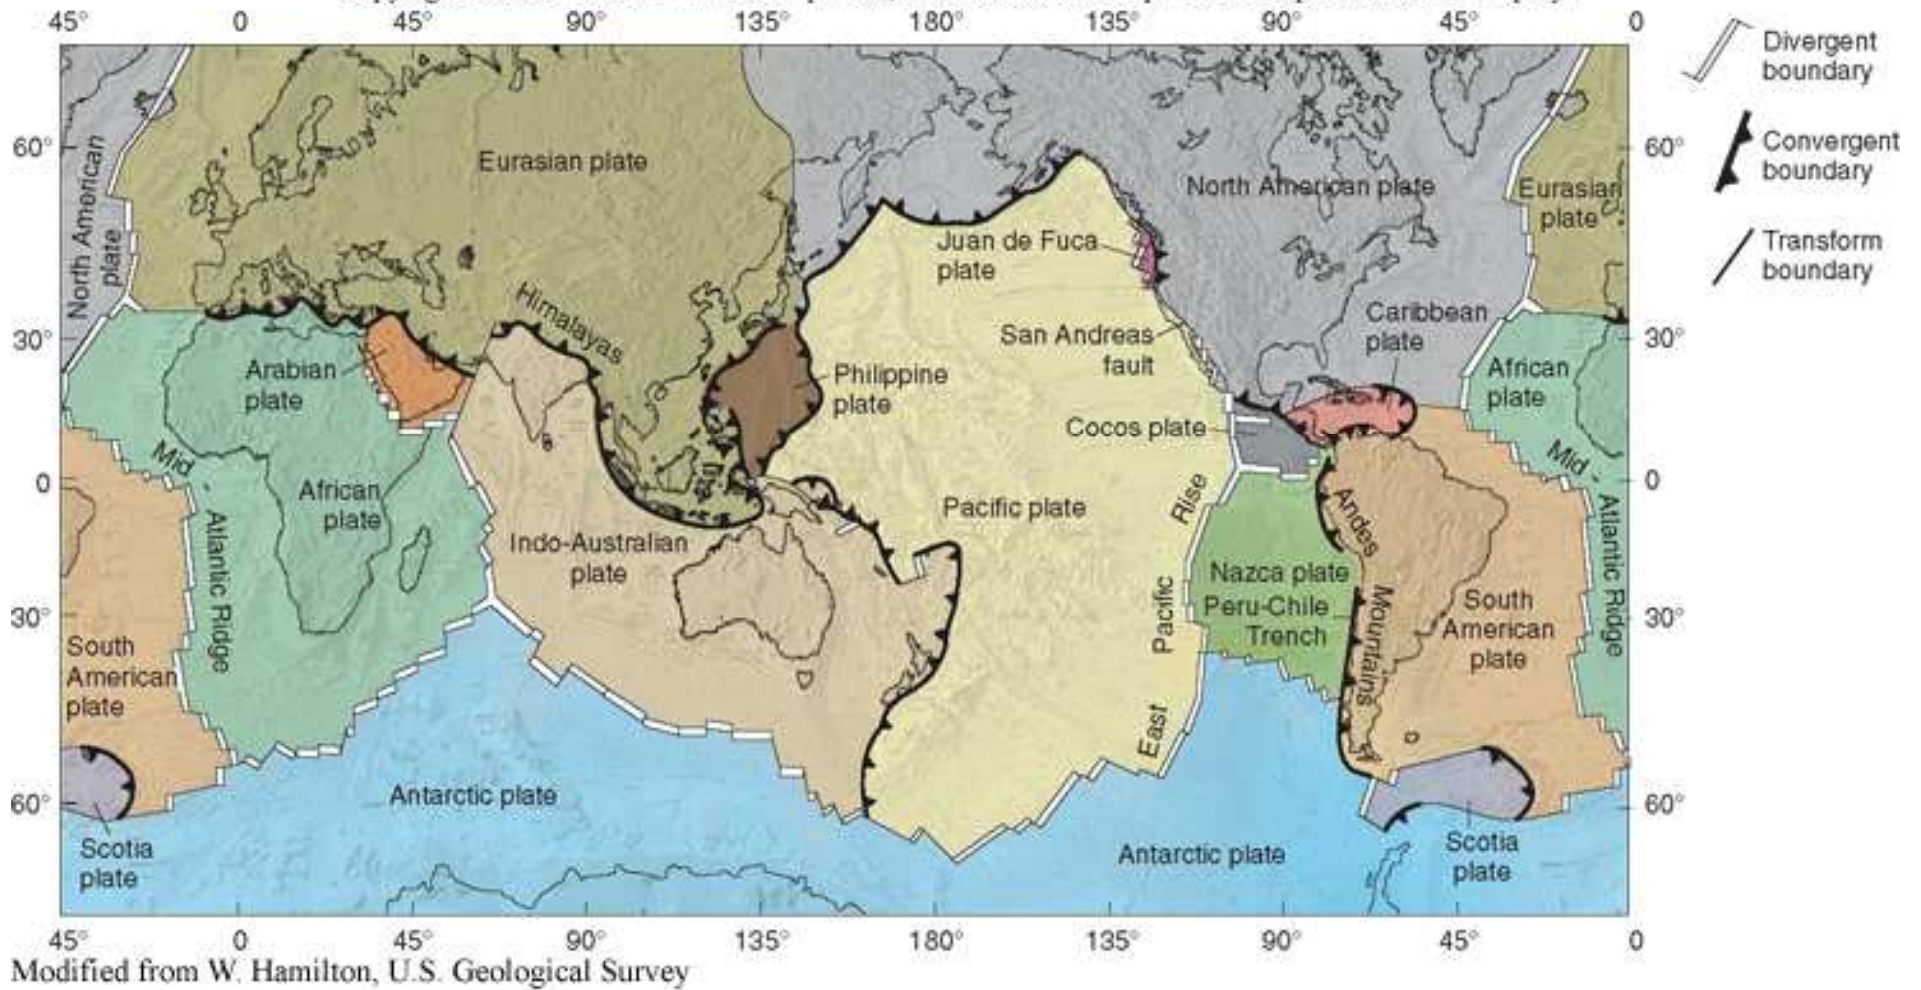 45° 0 45° 90° 135° 180° 135° 90° 45° 0
Divergent
boundary
Convergent
boundary
Transform
boundary
60°
30°
0
30°
60°
60°
30°
0
30°
60°
North American
plate
Eurasian plate
North American plate
Eurasian
plate
Juan de Fuca
plate
Himalayas
San Andreas
fault
Caribbean
plate
Arabian
plate
Philippine
plate
African
plate
Cocos plate
Mid
Atlantic Ridge
African
plate
Indo-Australian
plate
Pacific plate
East
Pacific
Rise
Andes
Mountains
Nazca plate
Peru-Chile
Trench
South
American
plate
Mid
Atlantic Ridge
South
American
plate
Antarctic plate
Antarctic plate
Scotia
plate
Scotia
plate
45° 0 45° 90° 135° 180° 135° 90° 45° 0
Modified from W. Hamilton, U.S. Geological Survey